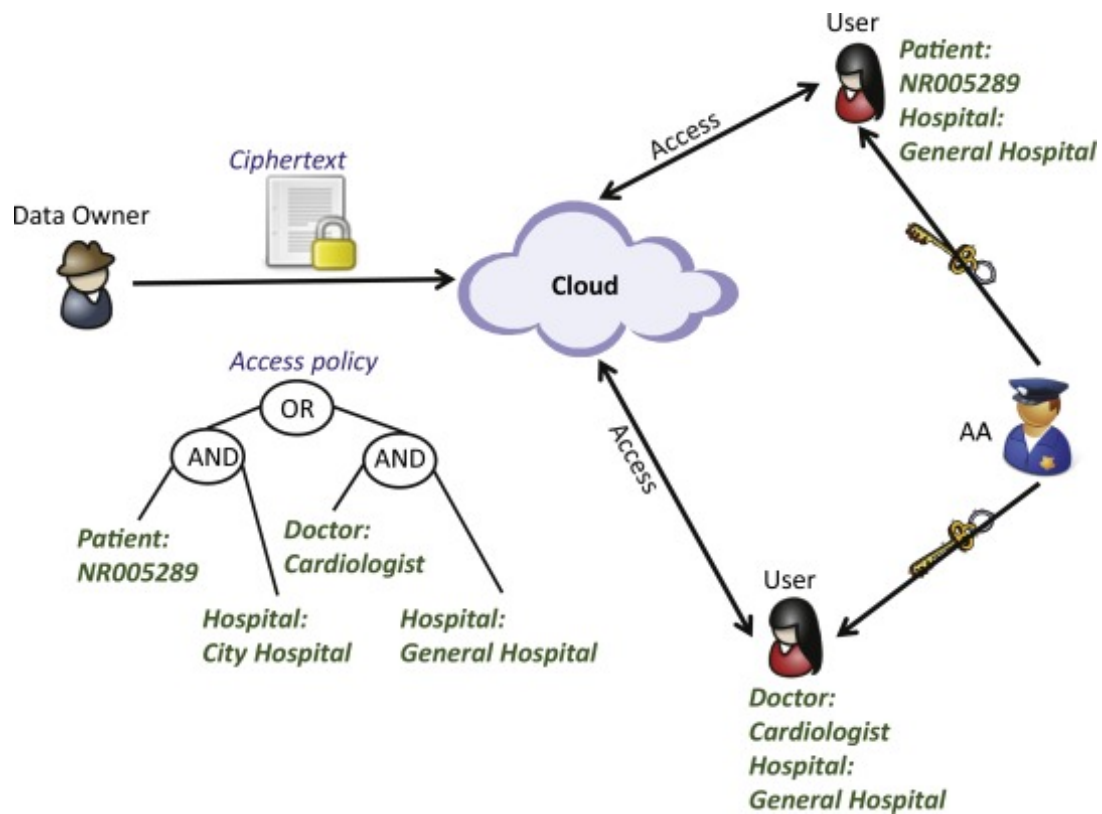 User
Patient:
NR005289
Hospital:
General Hospital
Access
Ciphertext
Data Owner
Cloud
Access policy
OR
AND
AND
Patient:
NR005289
Doctor:
Cardiologist
Hospital:
City Hospital
Hospital:
General Hospital
Access
AA
User
Doctor:
Cardiologist
Hospital:
General Hospital